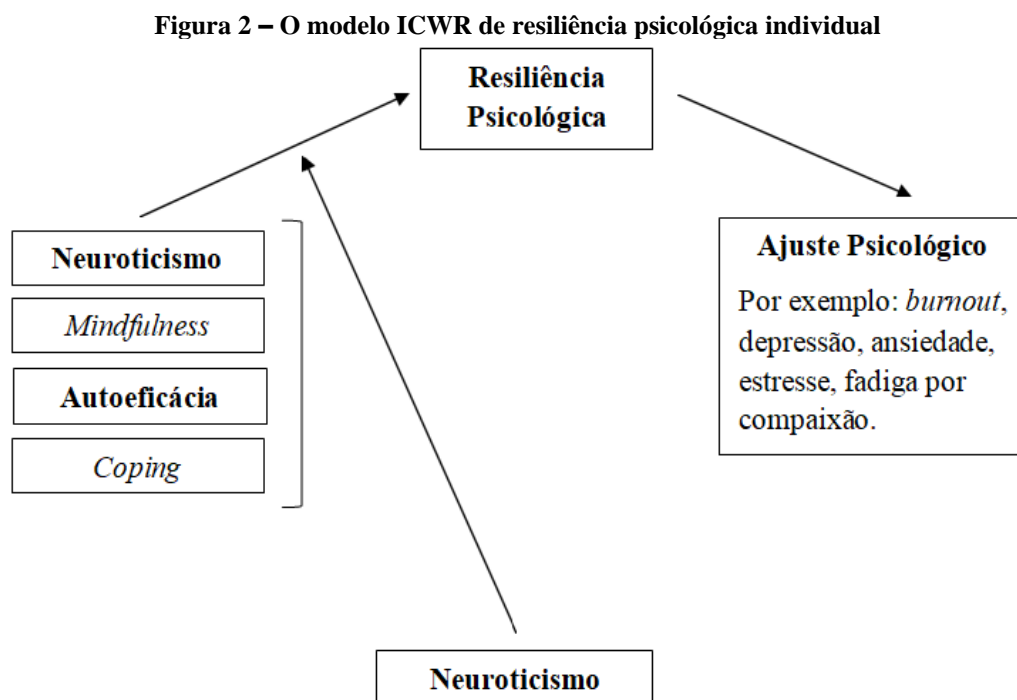 Figura 2 – O modelo ICWR de resiliência psicológica individual
Resiliência
Psicológica
Neuroticismo
Mindfulness
Autoeficácia
Coping
Ajuste Psicológico
Por exemplo: burnout,
depressão, ansiedade,
estresse, fadiga por
compaixão.
Neuroticismo